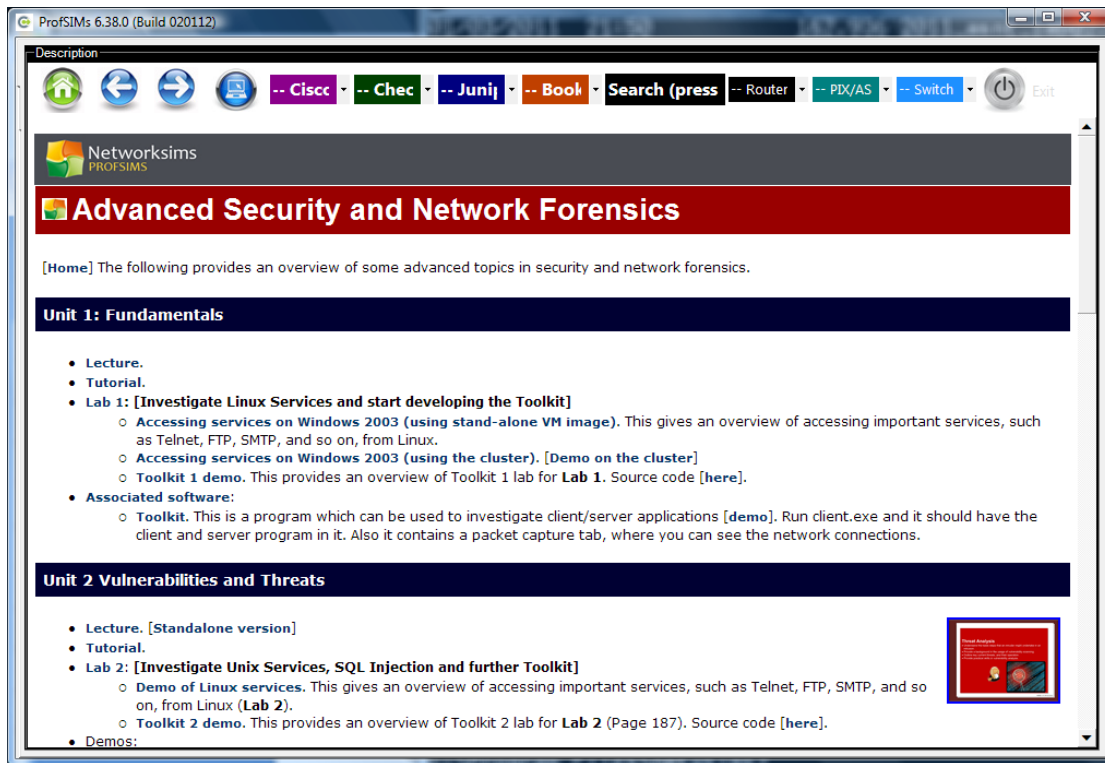 ProfSIMs 6.38.0 (Build 020112)
Description
-- Ciscc
-- Chec
-- Junij
-- Book
Search (press
-- Router
-- PIX/AS
-- Switch
Exit
Networksims
PROFSIMS
Advanced Security and Network Forensics
[Home] The following provides an overview of some advanced topics in security and network forensics.
Unit 1: Fundamentals
• Lecture.
• Tutorial.
• Lab 1: [Investigate Linux Services and start developing the Toolkit]
o Accessing services on Windows 2003 (using stand-alone VM image). This gives an overview of accessing important services, such
as Telnet, FTP, SMTP, and so on, from Linux.
o Accessing services on Windows 2003 (using the cluster). [Demo on the cluster]
o Toolkit 1 demo. This provides an overview of Toolkit 1 lab for Lab 1. Source code [here].
• Associated software:
o Toolkit. This is a program which can be used to investigate client/server applications [demo]. Run client.exe and it should have the
client and server program in it. Also it contains a packet capture tab, where you can see the network connections.
Unit 2 Vulnerabilities and Threats
• Lecture. [Standalone version]
• Tutorial.
• Lab 2: [Investigate Unix Services, SQL Injection and further Toolkit]
o Demo of Linux services. This gives an overview of accessing important services, such as Telnet, FTP, SMTP, and so
on, from Linux (Lab 2).
o Toolkit 2 demo. This provides an overview of Toolkit 2 lab for Lab 2 (Page 187). Source code [here].
• Demos:
Threat Analysis